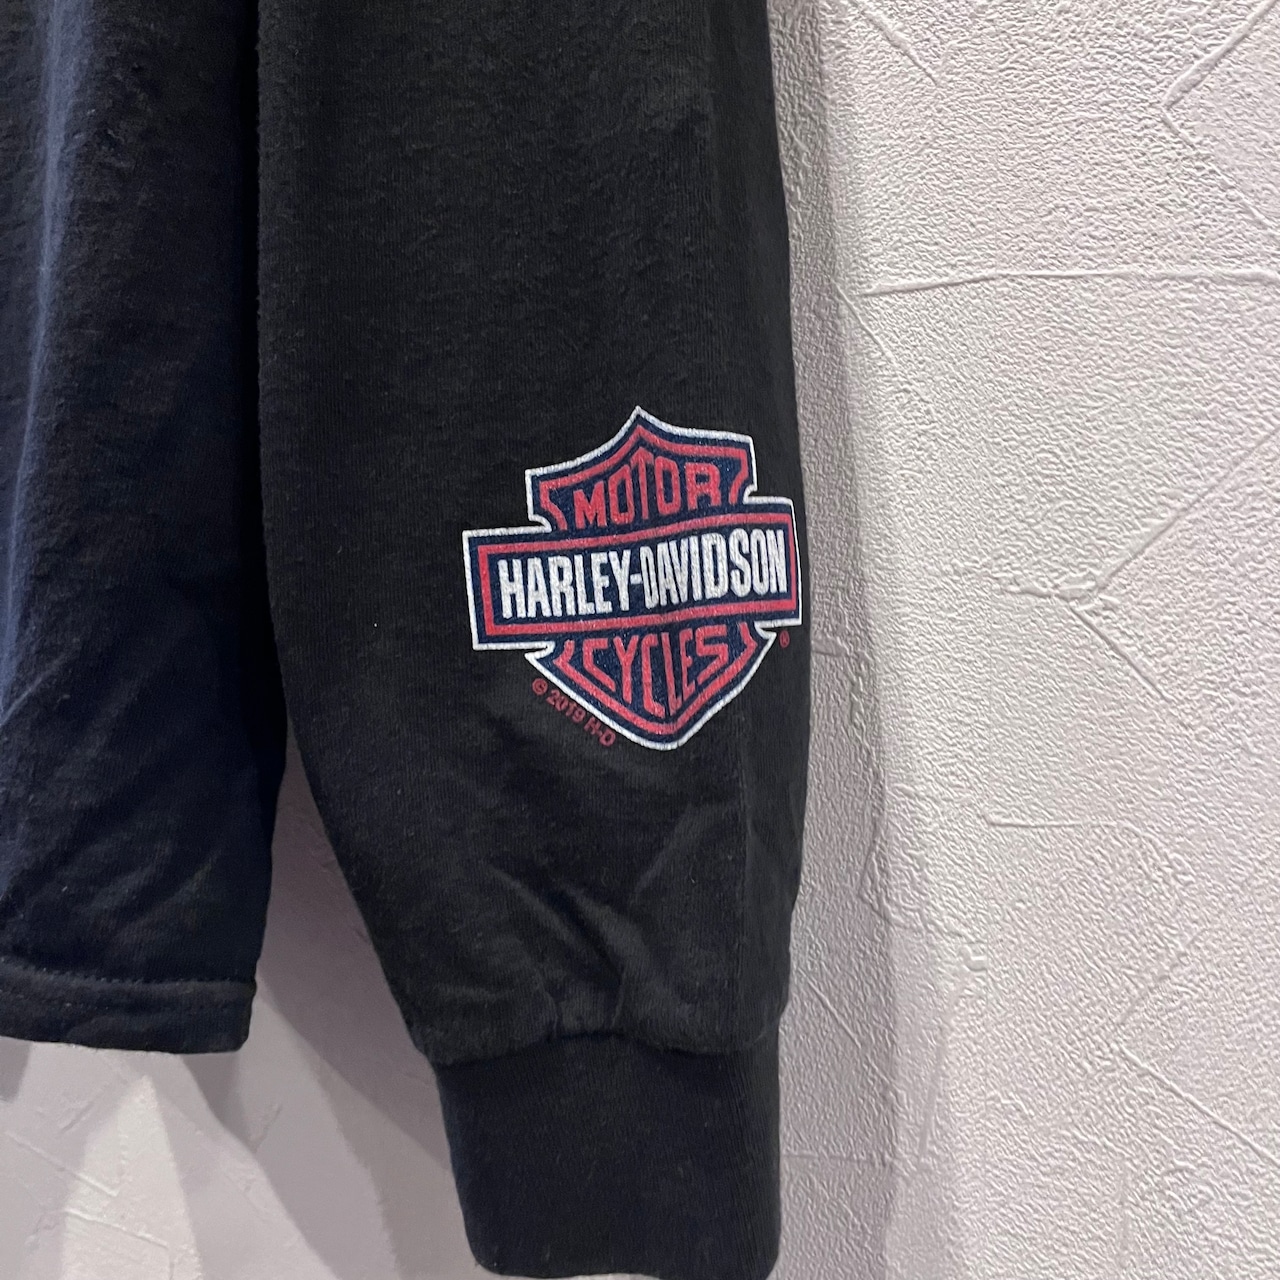 MOTOR
HARLEY-DAVIDSON
CYCLES
®
© 2019 H-D